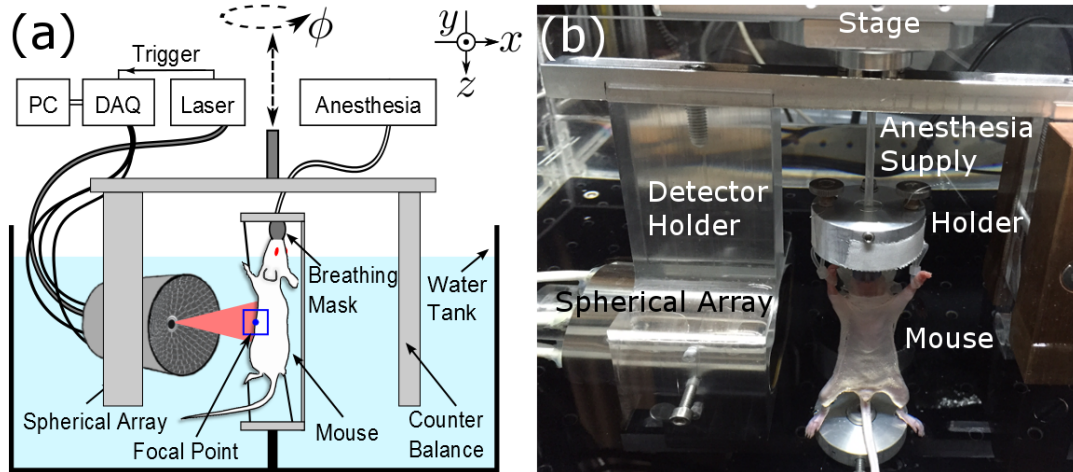 (a)
ϕ
y
x
z
Trigger
PC
DAQ
Laser
Anesthesia
Breathing
Mask
Water
Tank
Spherical Array
Focal Point
Mouse
Counter
Balance
(b)
Stage
Anesthesia
Supply
Detector
Holder
Holder
Spherical Array
Mouse